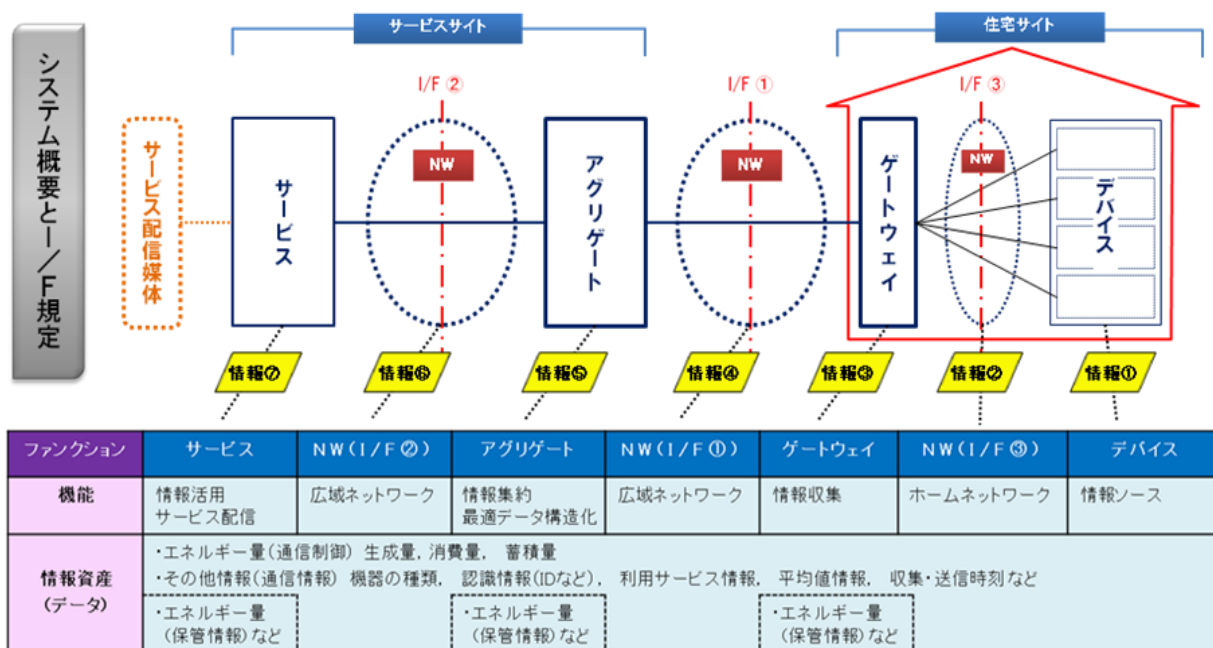 システム概要とI/F規定
サービスサイト
住宅サイト
I/F ②
I/F ①
I/F ③
サービス配信媒体
サービス
NW
アグリゲート
NW
ゲートウェイ
NW
デバイス
情報⑦
情報⑥
情報⑤
情報④
情報③
情報②
情報①
ファンクション
サービス
NW(I/F②)
アグリゲート
NW(I/F①)
ゲートウェイ
NW(I/F③)
デバイス
機能
情報活用
サービス配信
広域ネットワーク
情報集約
最適データ構造化
広域ネットワーク
情報収集
ホームネットワーク
情報ソース
情報資産
(データ)
・エネルギー量(通信制御) 生成量, 消費量, 蓄積量
・その他情報(通信情報) 機器の種類, 認識情報(IDなど), 利用サービス情報, 平均値情報, 収集・送信時刻など
・エネルギー量
(保管情報)など
・エネルギー量
(保管情報)など
・エネルギー量
(保管情報)など